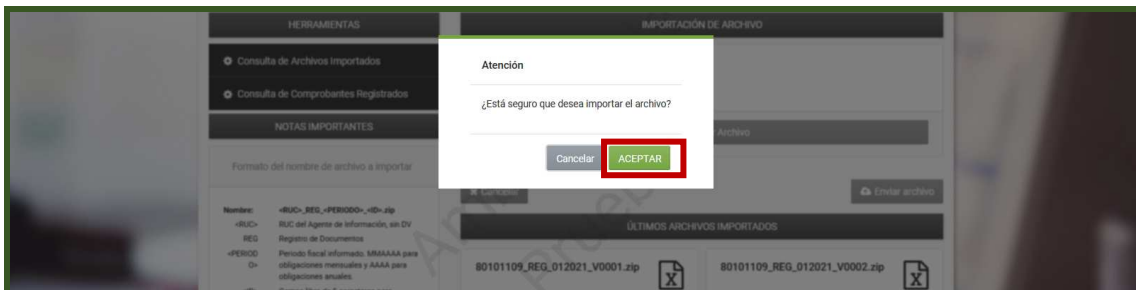 HERRAMIENTAS
Consulta de Archivos Importados
Consulta de Comprobantes Registrados
NOTAS IMPORTANTES
Formato del nombre de archivo a importar
Nombre: <RUC>_REG_<PERIODO>_<ID>.zip
<RUC> RUC del Agente de Información, sin DV
REG Registro de Documentos
<PERIOD
O> Periodo fiscal informado. MMAAAA para
obligaciones mensuales y AAAA para
obligaciones anuales.
IMPORTACIÓN DE ARCHIVO
Atención
¿Está seguro que desea importar el archivo?
Cancelar ACEPTAR
Archivo
Cancelar
Enviar archivo
ÚLTIMOS ARCHIVOS IMPORTADOS
80101109_REG_012021_V0001.zip
80101109_REG_012021_V0002.zip